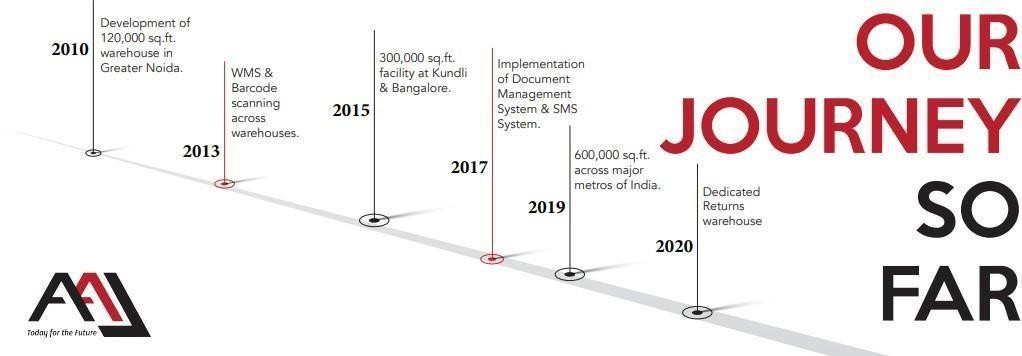 2010
Development of
120,000 sq.ft.
warehouse in
Greater Noida.
2013
WMS &
Barcode
scanning
across
warehouses.
2015
300,000 sq.ft.
facility at Kundli
& Bangalore.
2017
Implementation
of Document
Management
System & SMS
System.
2019
600,000 sq.ft.
across major
metros of India.
2020
Dedicated
Returns
warehouse
OUR
JOURNEY
SO
FAR
AAJ
Today for the Future